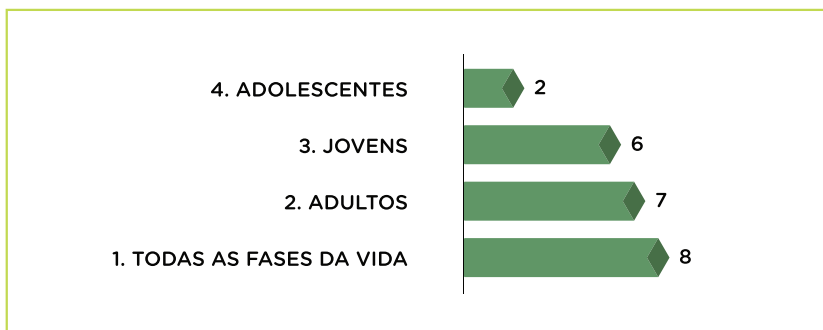 4. ADOLESCENTES 2
3. JOVENS 6
2. ADULTOS 7
1. TODAS AS FASES DA VIDA 8